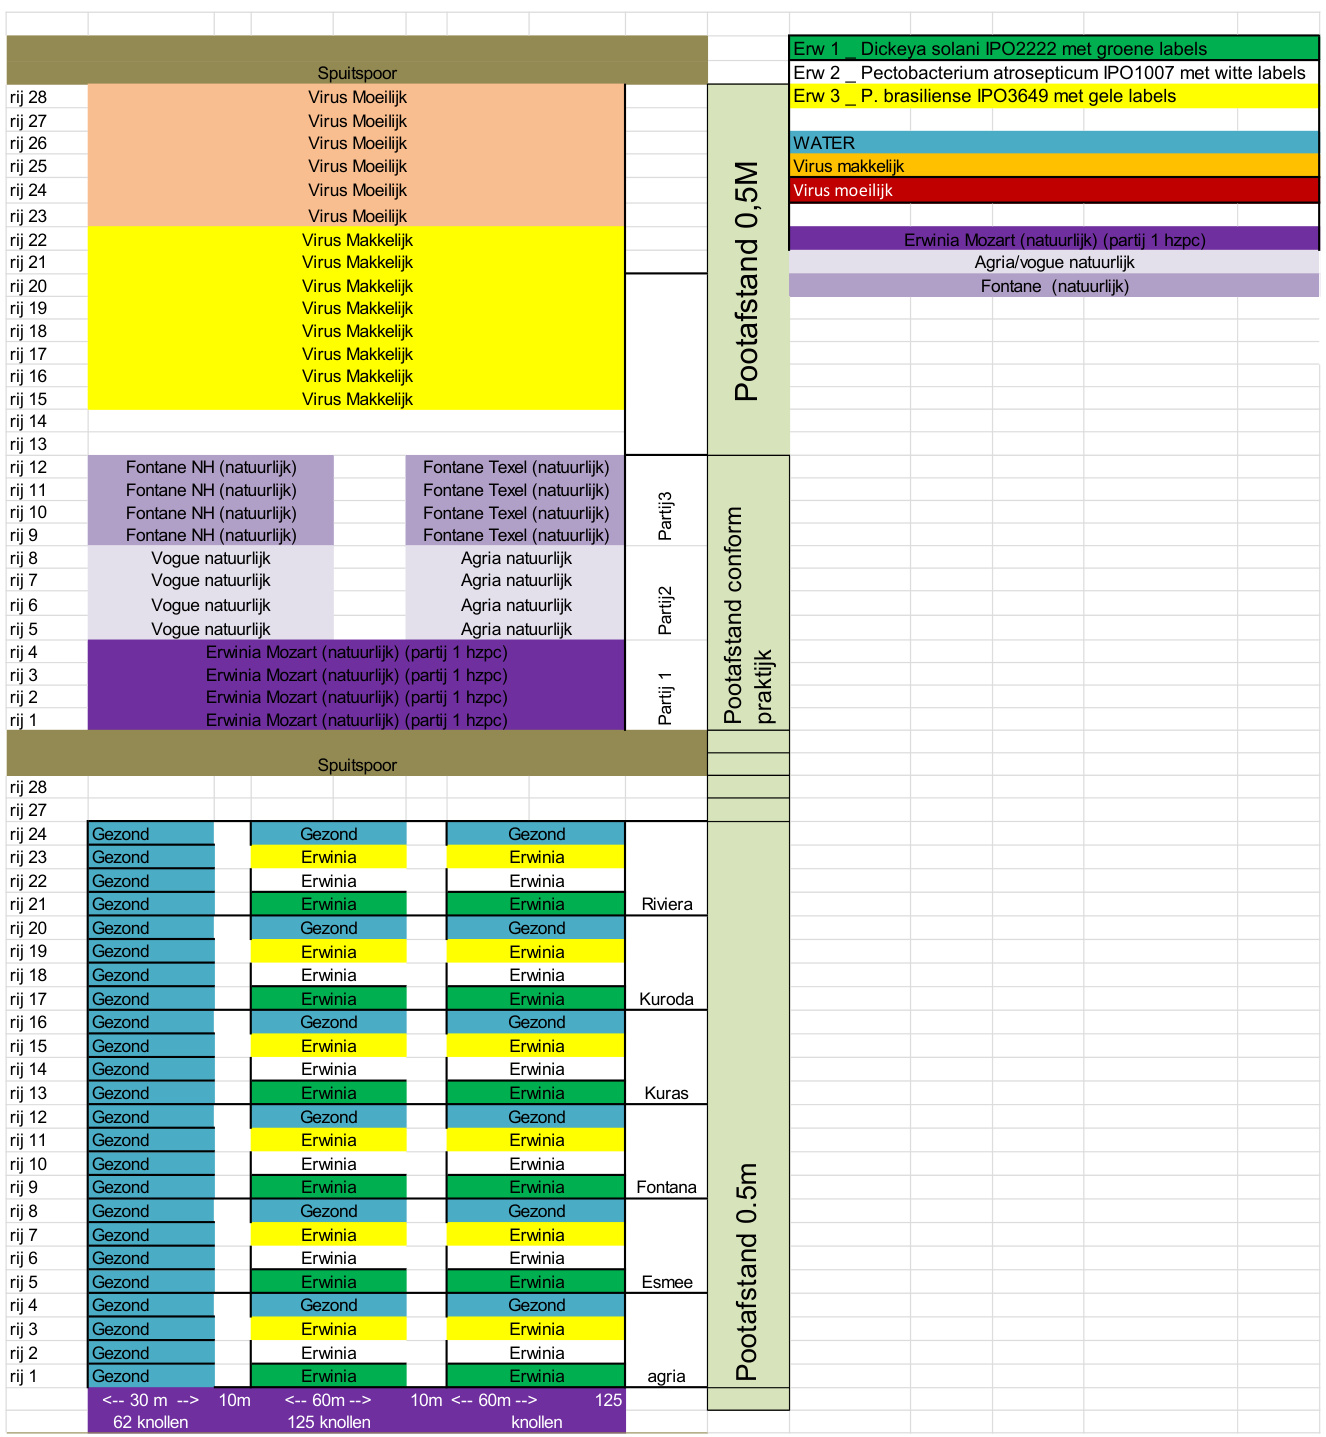 Spuitspoor
Erw 1 _ Dickeya solani IPO2222 met groene labels
Erw 2 _ Pectobacterium atrosepticum IPO1007 met witte labels
Erw 3 _ P. brasiliense IPO3649 met gele labels
WATER
Virus makkelijk
Virus moeilijk
Erwinia Mozart (natuurlijk) (partij 1 hzpc)
Agria/vogue natuurlijk
Fontane (natuurlijk)
rij 28 Virus Moeilijk
rij 27 Virus Moeilijk
rij 26 Virus Moeilijk
rij 25 Virus Moeilijk
rij 24 Virus Moeilijk
rij 23 Virus Moeilijk
rij 22 Virus Makkelijk
rij 21 Virus Makkelijk
rij 20 Virus Makkelijk
rij 19 Virus Makkelijk
rij 18 Virus Makkelijk
rij 17 Virus Makkelijk
rij 16 Virus Makkelijk
rij 15 Virus Makkelijk
rij 14
rij 13
Pootafstand 0,5M
rij 12 Fontane NH (natuurlijk) Fontane Texel (natuurlijk)
rij 11 Fontane NH (natuurlijk) Fontane Texel (natuurlijk)
rij 10 Fontane NH (natuurlijk) Fontane Texel (natuurlijk)
rij 9 Fontane NH (natuurlijk) Fontane Texel (natuurlijk)
Partij3
rij 8 Vogue natuurlijk Agria natuurlijk
rij 7 Vogue natuurlijk Agria natuurlijk
rij 6 Vogue natuurlijk Agria natuurlijk
rij 5 Vogue natuurlijk Agria natuurlijk
Partij2
rij 4 Erwinia Mozart (natuurlijk) (partij 1 hzpc)
rij 3 Erwinia Mozart (natuurlijk) (partij 1 hzpc)
rij 2 Erwinia Mozart (natuurlijk) (partij 1 hzpc)
rij 1 Erwinia Mozart (natuurlijk) (partij 1 hzpc)
Partij 1
Pootafstand conform
praktijk
Spuitspoor
rij 28
rij 27
rij 24 Gezond Gezond Gezond
rij 23 Gezond Erwinia Erwinia
rij 22 Gezond Erwinia Erwinia
rij 21 Gezond Erwinia Erwinia Riviera
rij 20 Gezond Gezond Gezond
rij 19 Gezond Erwinia Erwinia
rij 18 Gezond Erwinia Erwinia
rij 17 Gezond Erwinia Erwinia Kuroda
rij 16 Gezond Gezond Gezond
rij 15 Gezond Erwinia Erwinia
rij 14 Gezond Erwinia Erwinia
rij 13 Gezond Erwinia Erwinia Kuras
rij 12 Gezond Gezond Gezond
rij 11 Gezond Erwinia Erwinia
rij 10 Gezond Erwinia Erwinia
rij 9 Gezond Erwinia Erwinia Fontana
rij 8 Gezond Gezond Gezond
rij 7 Gezond Erwinia Erwinia
rij 6 Gezond Erwinia Erwinia
rij 5 Gezond Erwinia Erwinia Esmee
rij 4 Gezond Gezond Gezond
rij 3 Gezond Erwinia Erwinia
rij 2 Gezond Erwinia Erwinia
rij 1 Gezond Erwinia Erwinia agria
Pootafstand 0.5m
<-- 30 m --> 10m <-- 60m --> 10m <-- 60m --> 125
62 knollen 125 knollen knollen